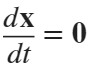 d𝐱/dt = 𝟎